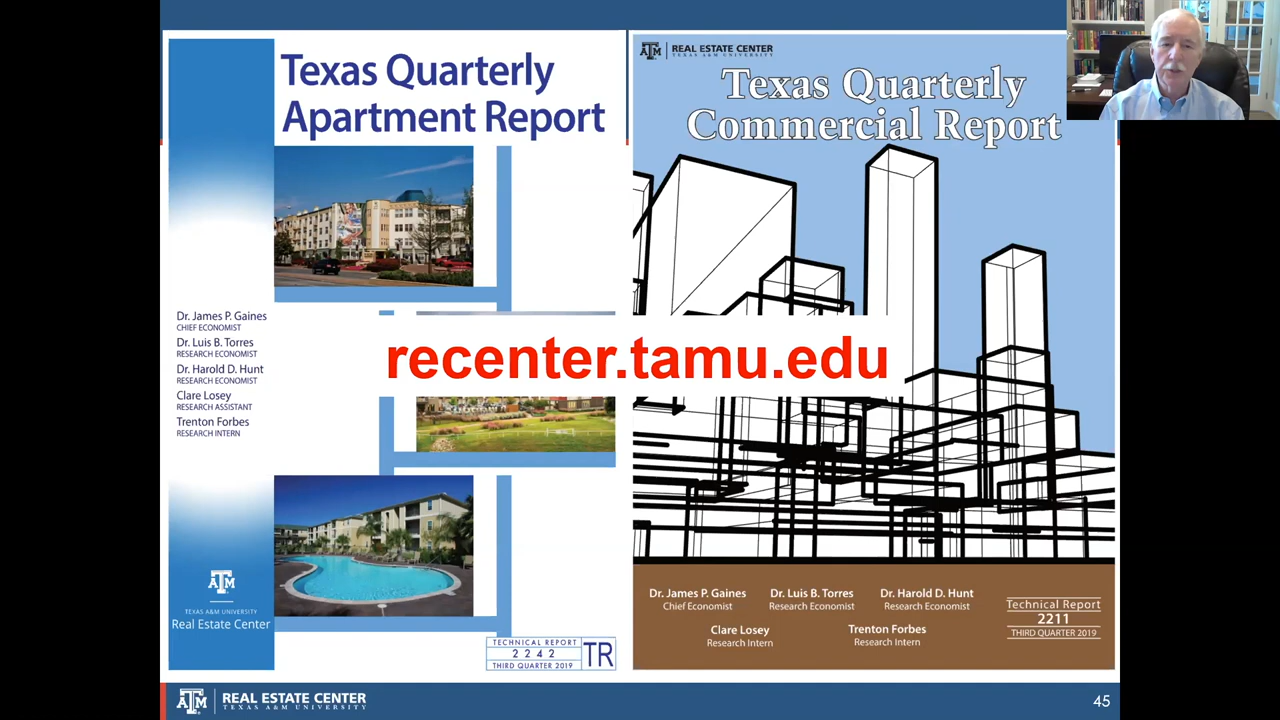 Texas Quarterly
Apartment Report
Dr. James P. Gaines
CHIEF ECONOMIST
Dr. Luis B. Torres
RESEARCH ECONOMIST
Dr. Harold D. Hunt
RESEARCH ECONOMIST
Clare Losey
RESEARCH ASSISTANT
Trenton Forbes
RESEARCH INTERN
ATM
TEXAS A&M UNIVERSITY
Real Estate Center
TECHNICAL REPORT
2242
THIRD QUARTER 2019
TR
ATM
REAL ESTATE CENTER
TEXAS A&M UNIVERSITY
Texas Quarterly
Commercial Report
recenter.tamu.edu
Dr. James P. Gaines
Chief Economist
Dr. Luis B. Torres
Research Economist
Dr. Harold D. Hunt
Research Economist
Clare Losey
Research Intern
Trenton Forbes
Research Intern
Technical Report
2211
THIRD QUARTER 2019
ATM
REAL ESTATE CENTER
TEXAS A&M UNIVERSITY
45